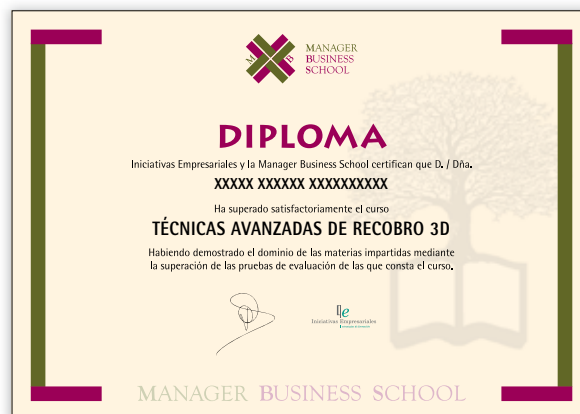 M B
MANAGER
BUSINESS
SCHOOL
DIPLOMA
Iniciativas Empresariales y la Manager Business School certifican que D. / Dña.
XXXXX XXXXXX XXXXXXXXXX
Ha superado satisfactoriamente el curso
TÉCNICAS AVANZADAS DE RECOBRO 3D
Habiendo demostrado el dominio de las materias impartidas mediante
la superación de las pruebas de evaluación de las que consta el curso.
Ie
Iniciativas Empresariales
MANAGER BUSINESS SCHOOL